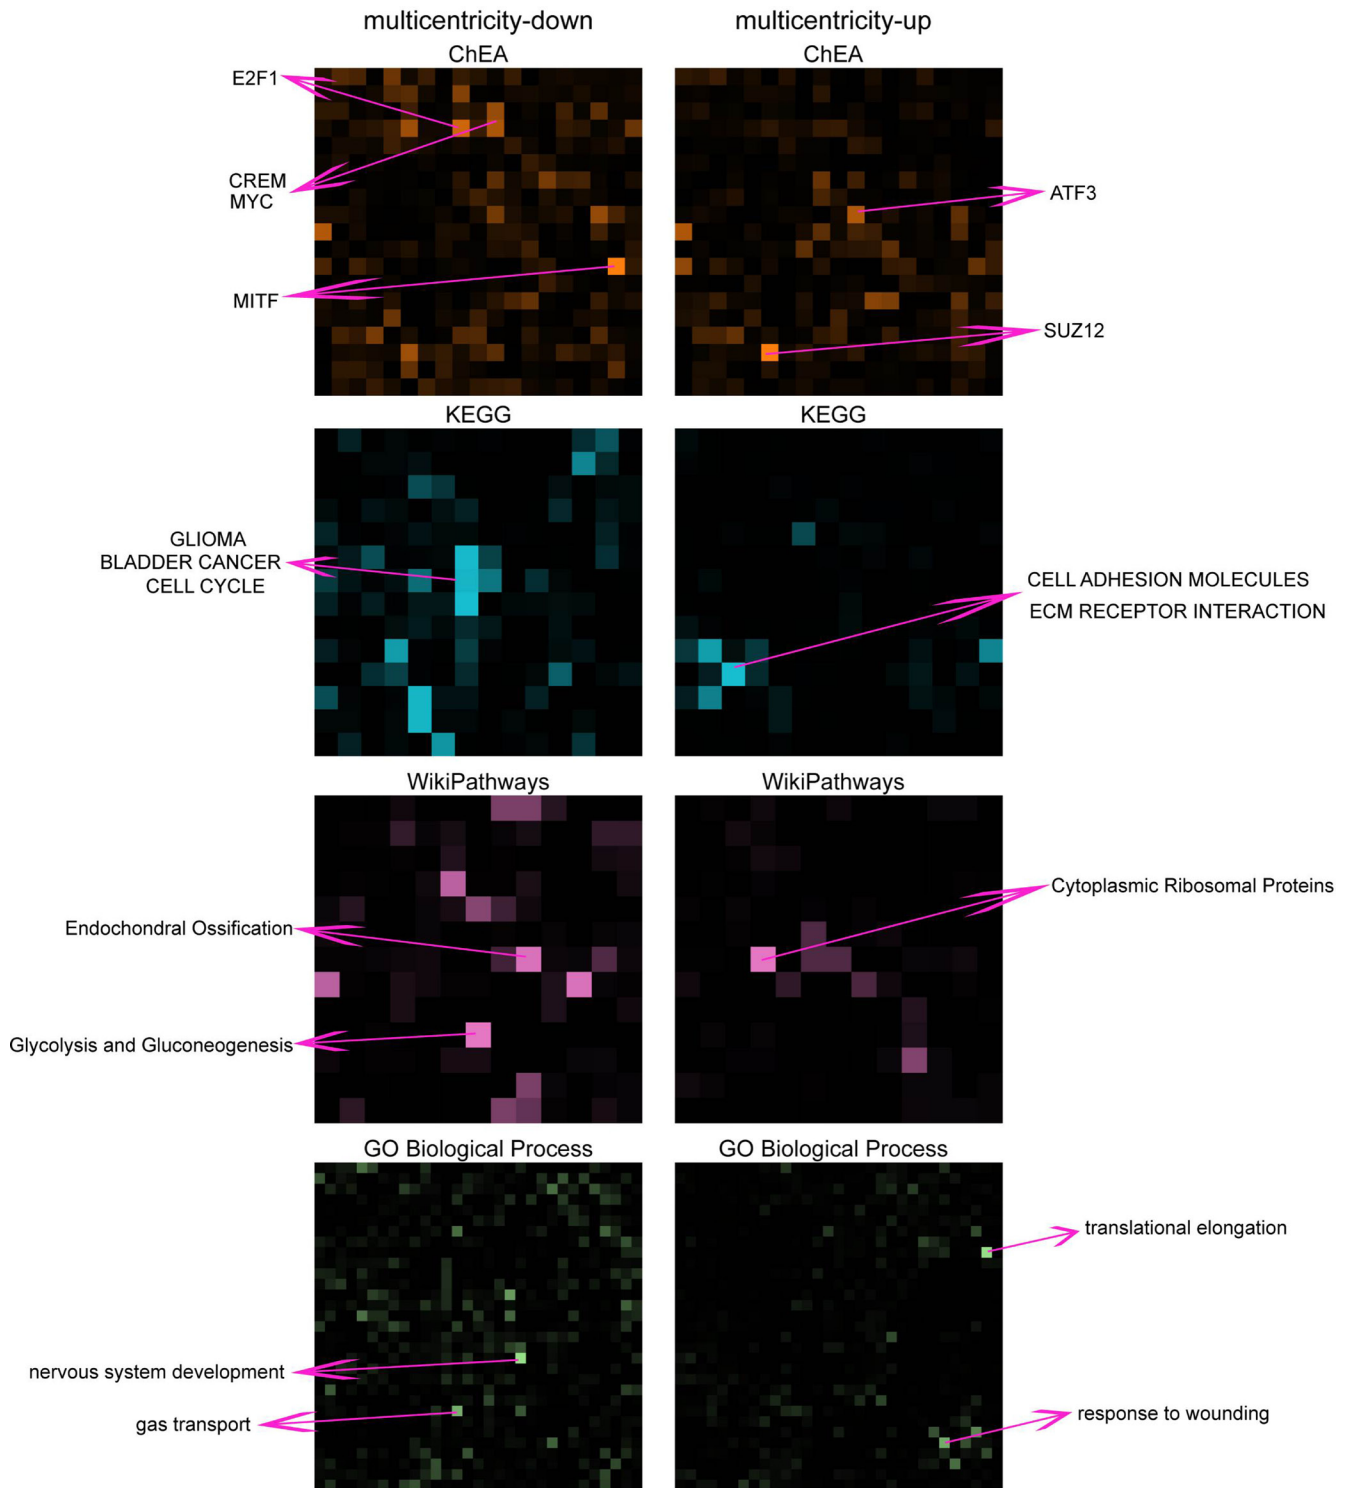 multicentricity-down
multicentricity-up
ChEA
ChEA
E2F1
CREM
MYC
MITF
ATF3
SUZ12
KEGG
KEGG
GLIOMA
BLADDER CANCER
CELL CYCLE
CELL ADHESION MOLECULES
ECM RECEPTOR INTERACTION
WikiPathways
WikiPathways
Endochondral Ossification
Glycolysis and Gluconeogenesis
Cytoplasmic Ribosomal Proteins
GO Biological Process
GO Biological Process
nervous system development
gas transport
translational elongation
response to wounding